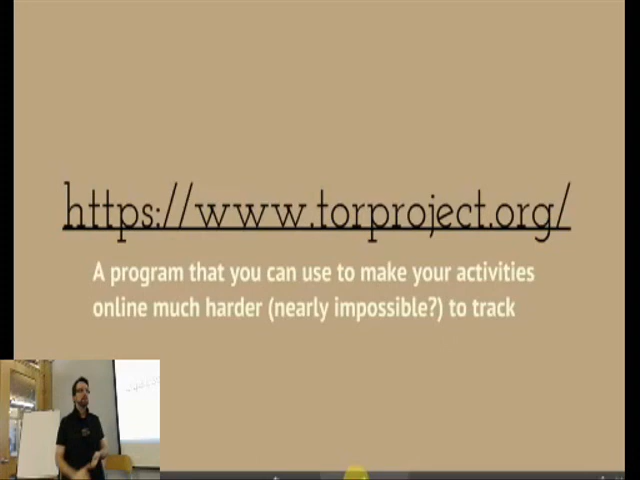 https://www.torproject.org/
A program that you can use to make your activities
online much harder (nearly impossible?) to track